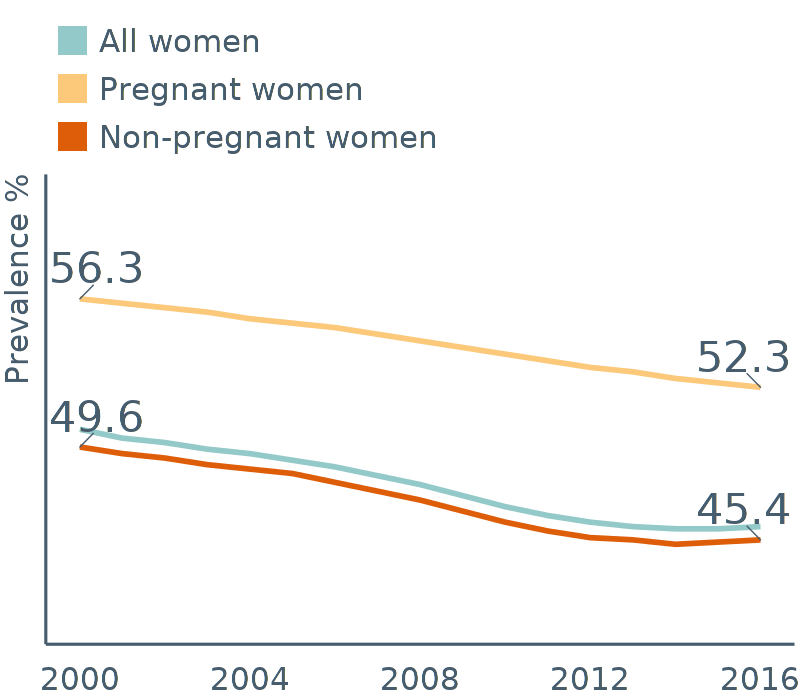 All women
Pregnant women
Non-pregnant women
Prevalence %
56.3
52.3
49.6
45.4
2000 2004 2008 2012 2016